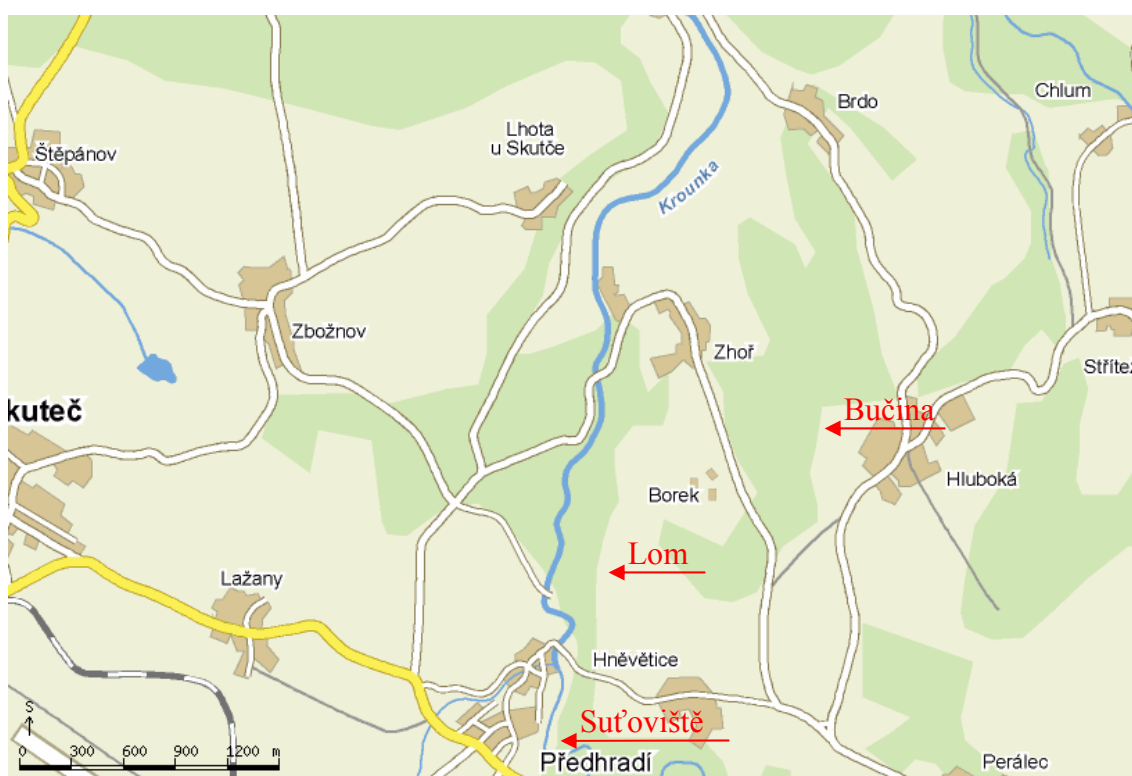 Chlum
Brdo
Lhota
u Skutče
Štěpánov
Krounka
Zbožnov
Zhoř
Střítež
kuteč
Bučina
Hluboká
Borek
Lom
Lažany
Hněvětice
S
Suťoviště
0 300 600 900 1200 m
Předhradí
Perálec